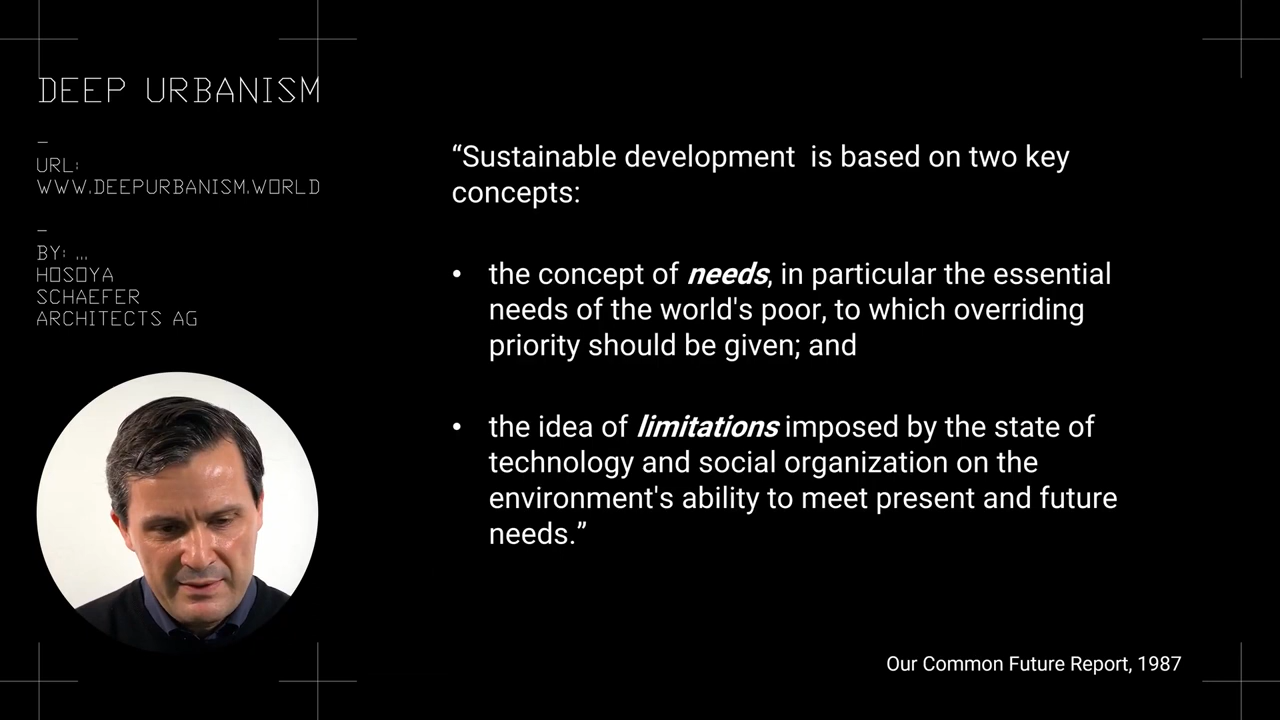 DEEP URBANISM
–
URL:
WWW.DEEPURBANISM.WORLD
–
BY: ...
HOSOYA
SCHAEFER
ARCHITECTS AG
“Sustainable development  is based on two key
concepts:
• the concept of needs, in particular the essential
needs of the world's poor, to which overriding
priority should be given; and
• the idea of limitations imposed by the state of
technology and social organization on the
environment's ability to meet present and future
needs.”
Our Common Future Report, 1987